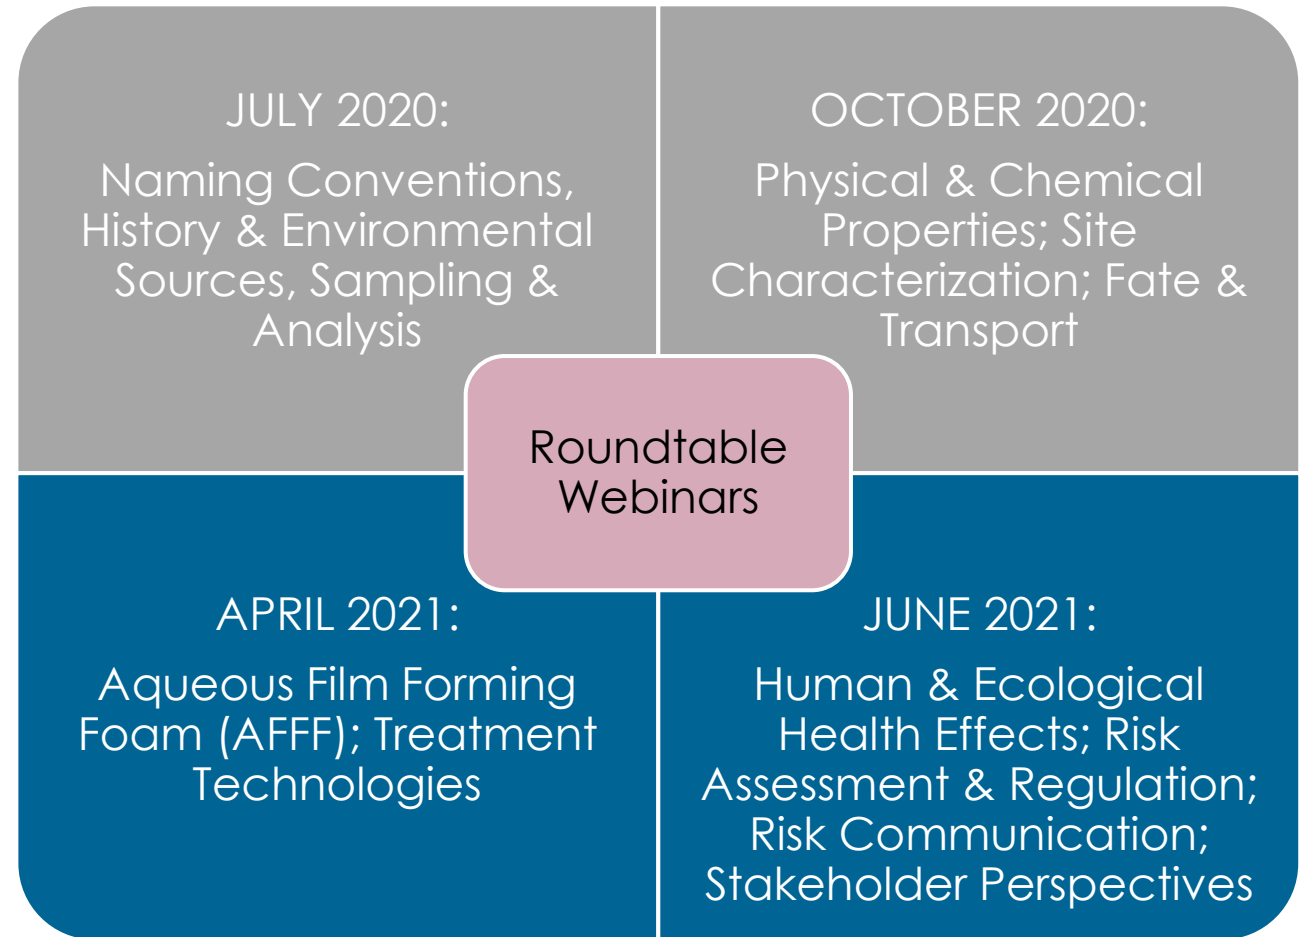 JULY 2020:
Naming Conventions,
History & Environmental
Sources, Sampling &
Analysis
OCTOBER 2020:
Physical & Chemical
Properties; Site
Characterization; Fate &
Transport
Roundtable
Webinars
APRIL 2021:
Aqueous Film Forming
Foam (AFFF); Treatment
Technologies
JUNE 2021:
Human & Ecological
Health Effects; Risk
Assessment & Regulation;
Risk Communication;
Stakeholder Perspectives